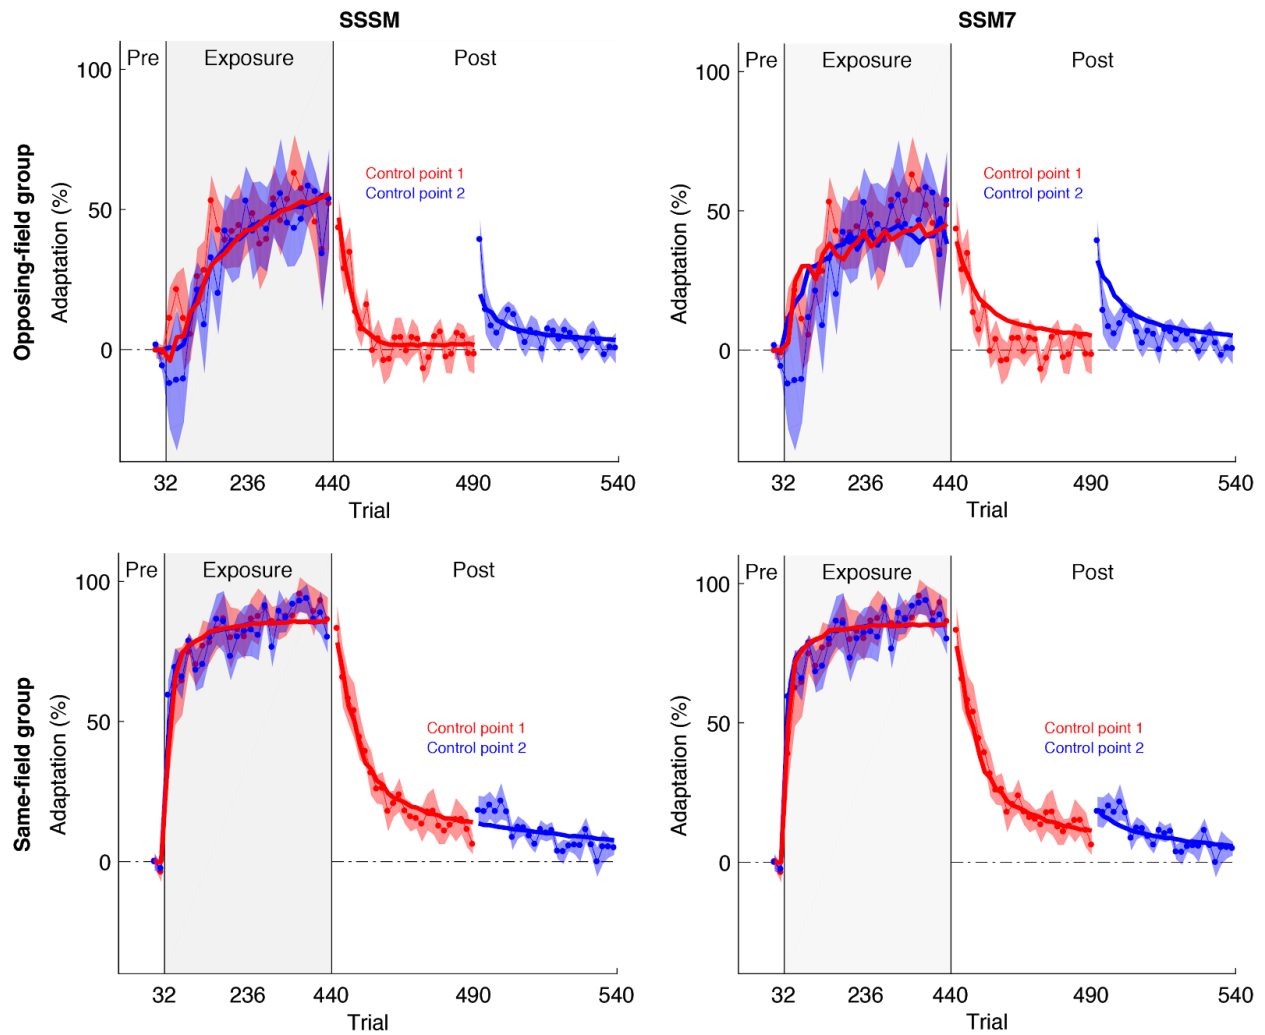 SSSM
SSM7
Opposing-field group
Adaptation (%)
Pre Exposure Post
100
50
0
Control point 1
Control point 2
32 236 440 490 540
Trial
Adaptation (%)
Pre Exposure Post
100
50
0
Control point 1
Control point 2
32 236 440 490 540
Trial
Same-field group
Adaptation (%)
Pre Exposure Post
100
50
0
Control point 1
Control point 2
32 236 440 490 540
Trial
Adaptation (%)
Pre Exposure Post
100
50
0
Control point 1
Control point 2
32 236 440 490 540
Trial